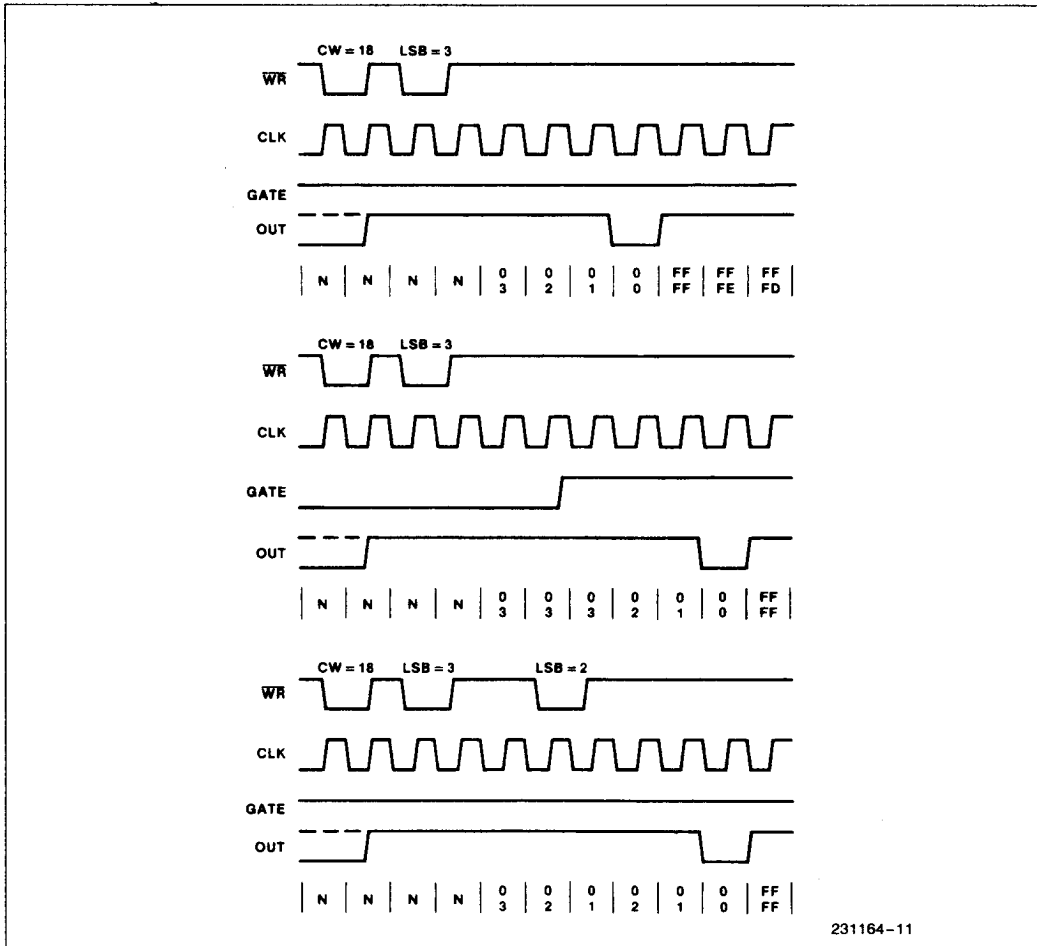 CW = 18 LSB = 3
WR
CLK
GATE
OUT
| N | N | N | N | 0 3 | 0 2 | 0 1 | 0 0 | FF FF | FF FE | FF FD |
CW = 18 LSB = 3
WR
CLK
GATE
OUT
| N | N | N | N | 0 3 | 0 3 | 0 3 | 0 2 | 0 1 | 0 0 | FF FF |
CW = 18 LSB = 3 LSB = 2
WR
CLK
GATE
OUT
| N | N | N | N | 0 3 | 0 2 | 0 1 | 0 2 | 0 1 | 0 0 | FF FF |
231164-11